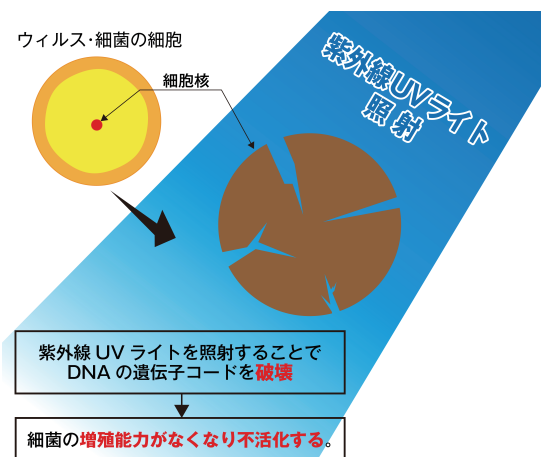 ウィルス･細菌の細胞
細胞核
紫外線UVライト
照射
紫外線 UV ライトを照射することで
DNA の遺伝子コードを破壊
細菌の増殖能力がなくなり不活化する。